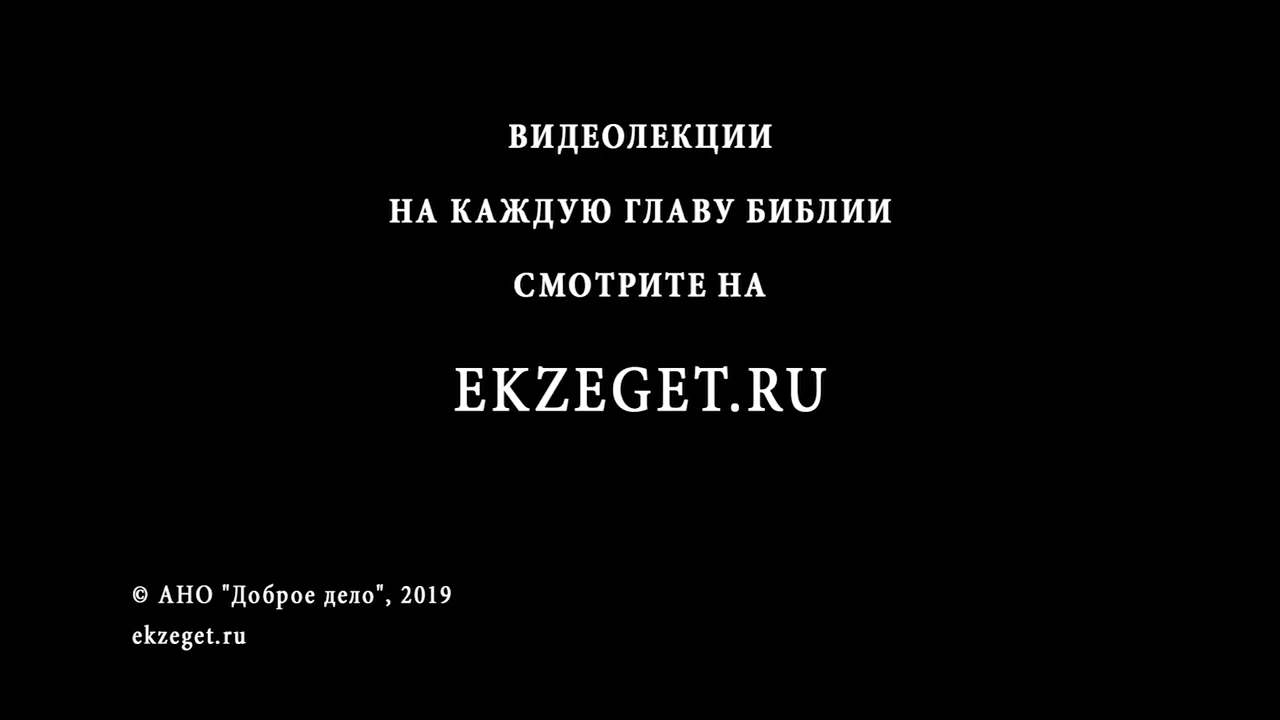 ВИДЕОЛЕКЦИИ
НА КАЖДУЮ ГЛАВУ БИБЛИИ
СМОТРИТЕ НА
EKZEGET.RU
© АНО "Доброе дело", 2019
ekzeget.ru